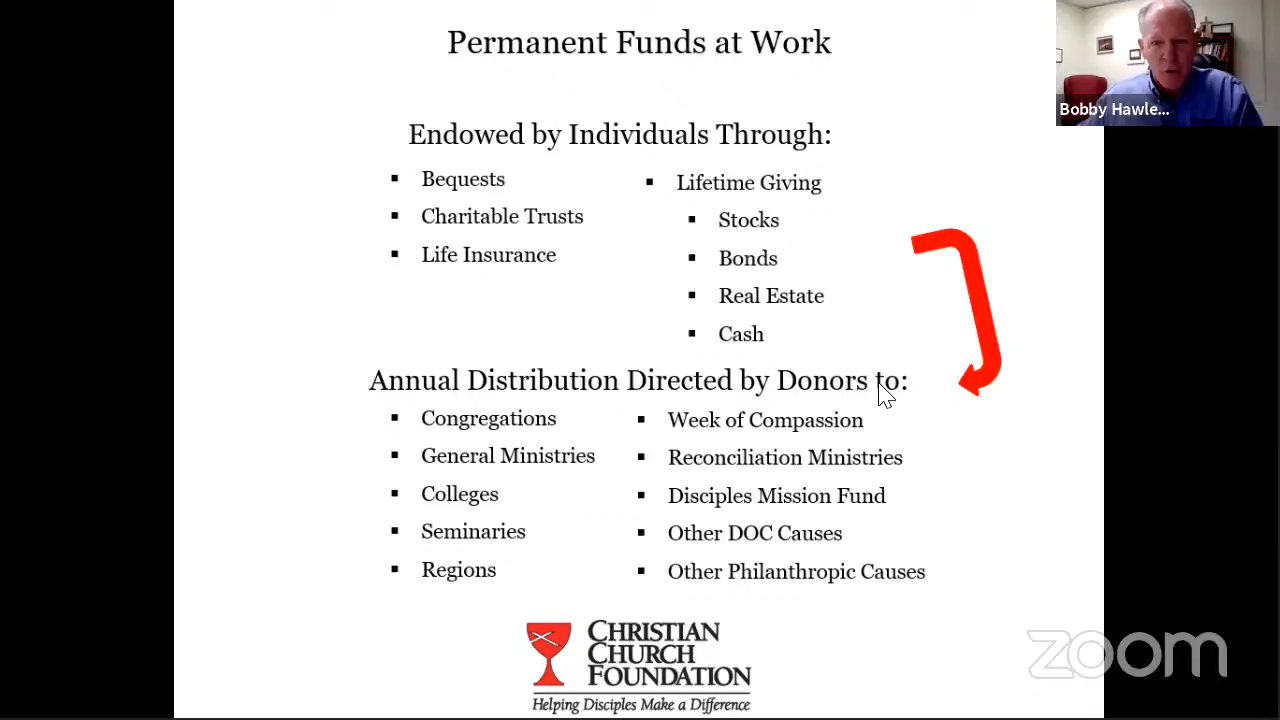 Permanent Funds at Work
Bobby Hawle...
Endowed by Individuals Through:
▪ Bequests
▪ Charitable Trusts
▪ Life Insurance
▪ Lifetime Giving
▪ Stocks
▪ Bonds
▪ Real Estate
▪ Cash
Annual Distribution Directed by Donors to:
▪ Congregations
▪ General Ministries
▪ Colleges
▪ Seminaries
▪ Regions
▪ Week of Compassion
▪ Reconciliation Ministries
▪ Disciples Mission Fund
▪ Other DOC Causes
▪ Other Philanthropic Causes
CHRISTIAN
CHURCH
FOUNDATION
Helping Disciples Make a Difference
zoom